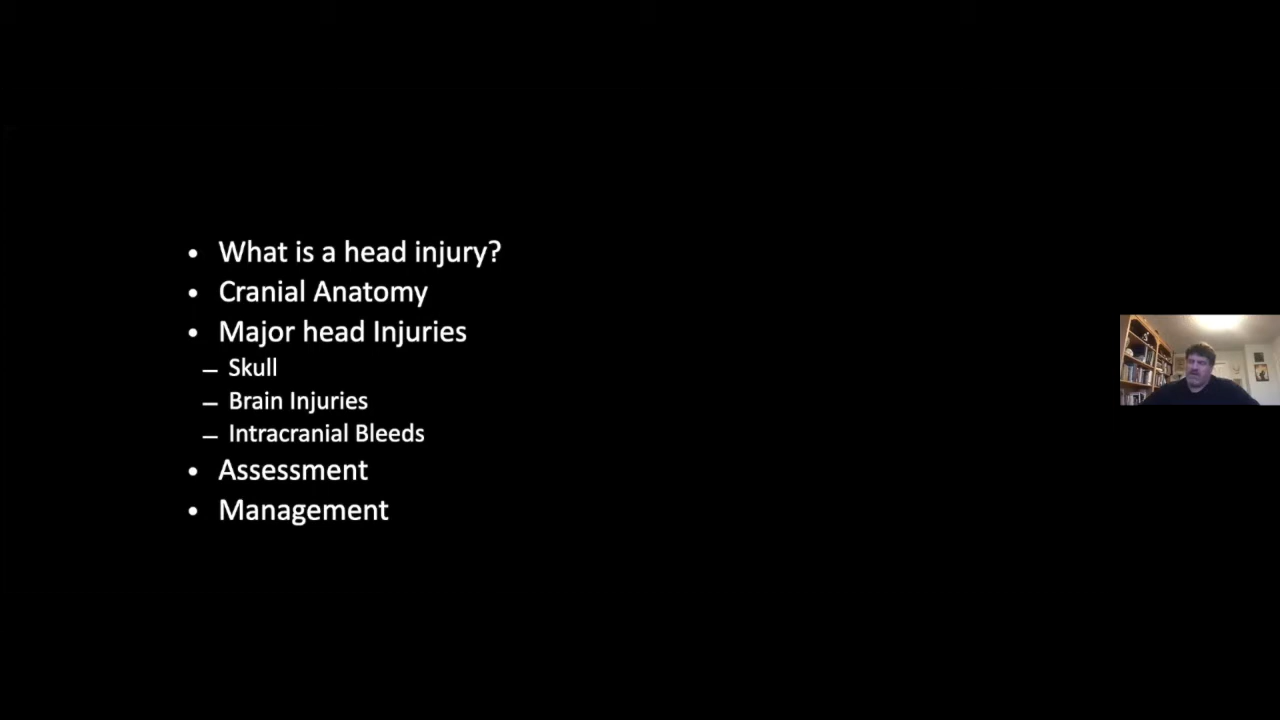 • What is a head injury?
• Cranial Anatomy
• Major head Injuries
– Skull
– Brain Injuries
– Intracranial Bleeds
• Assessment
• Management